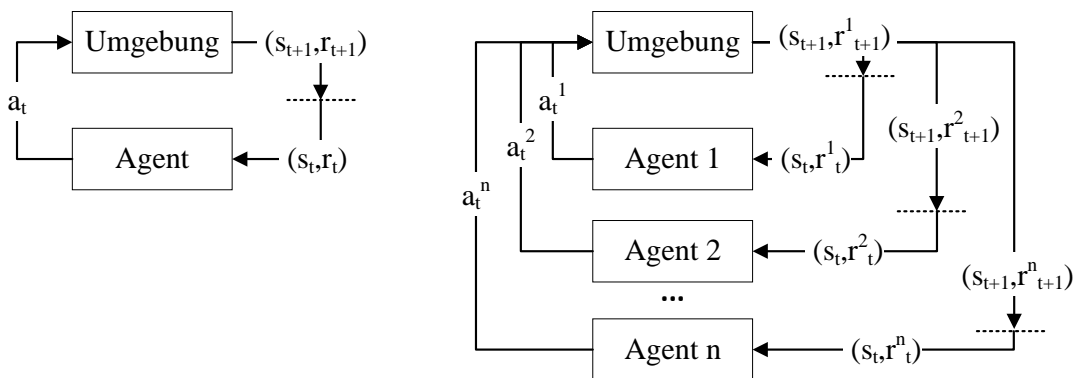 Umgebung
(s_{t+1},r_{t+1})
a_t
Agent
(s_t,r_t)
Umgebung
(s_{t+1},r^1_{t+1})
a_t^1
(s_{t+1},r^2_{t+1})
a_t^2
Agent 1
(s_t,r^1_t)
a_t^n
Agent 2
(s_t,r^2_t)
...
(s_{t+1},r^n_{t+1})
Agent n
(s_t,r^n_t)